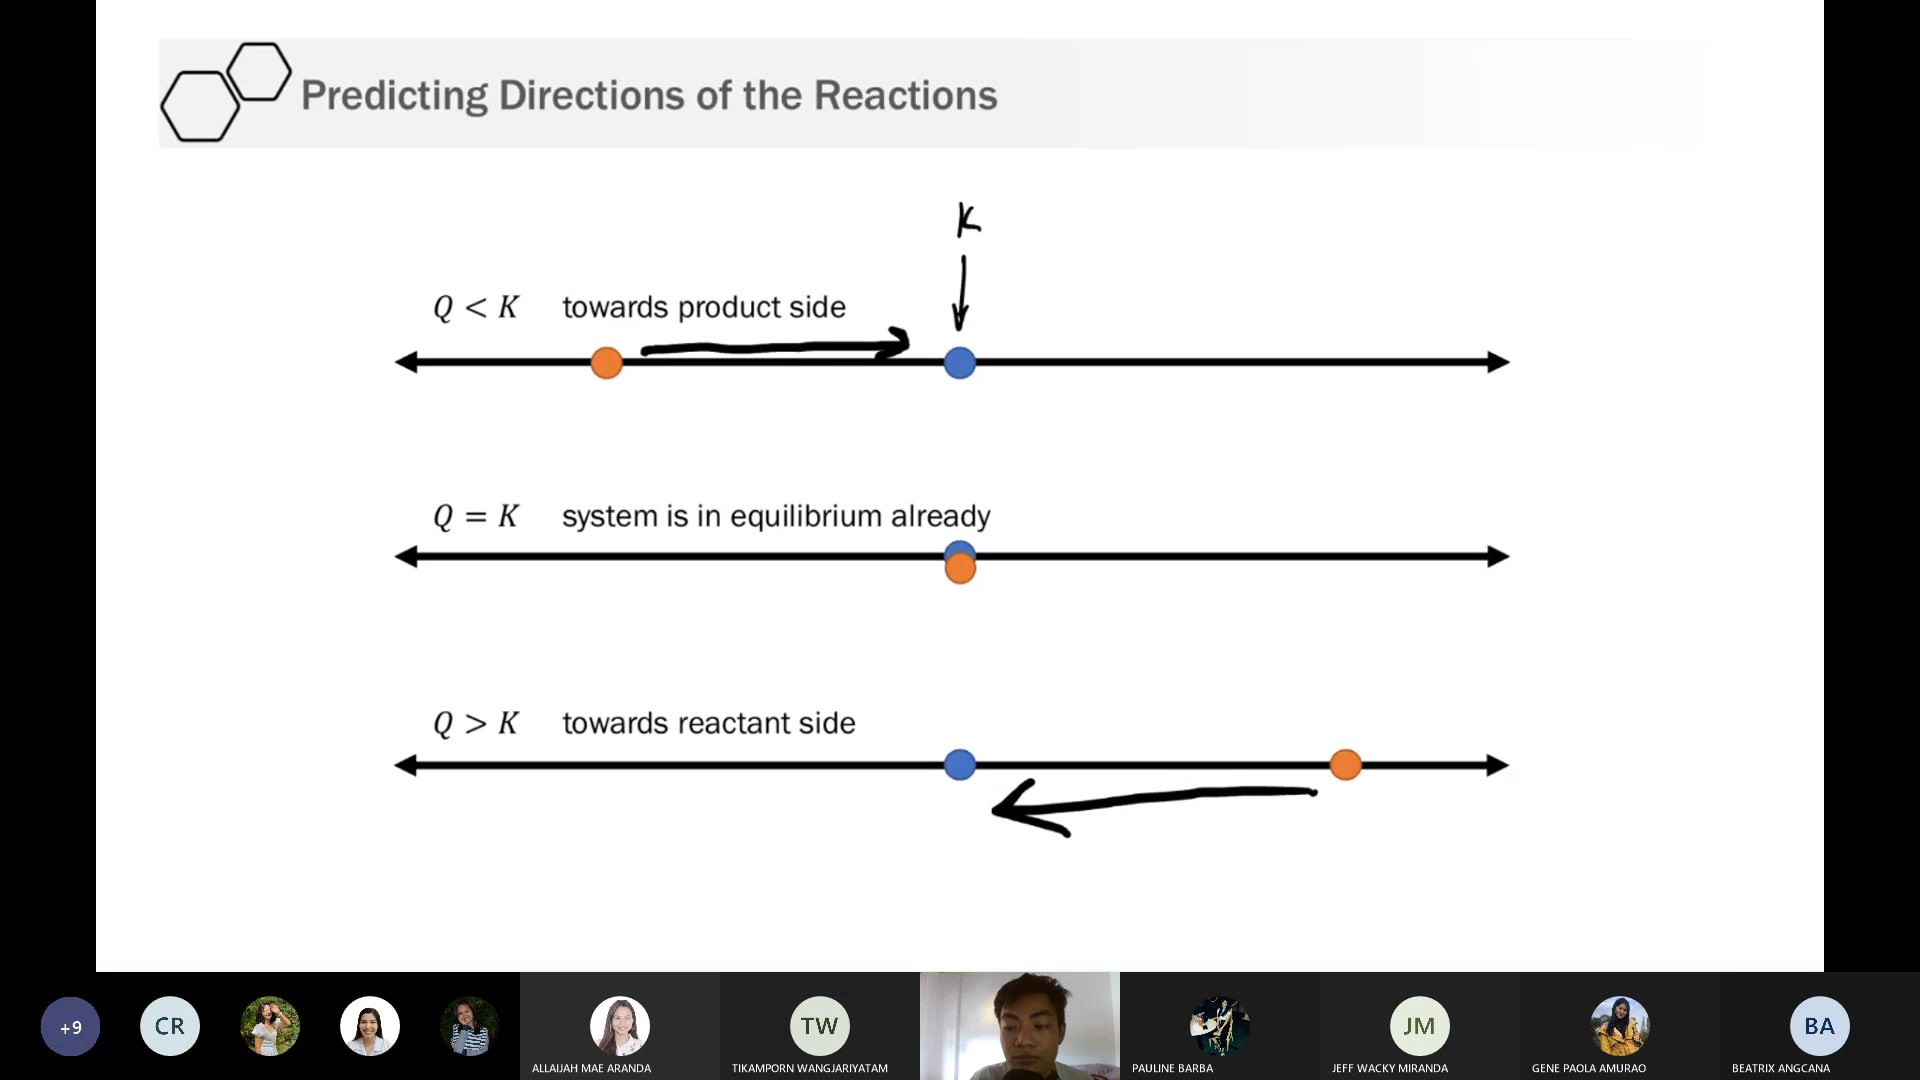 Predicting Directions of the Reactions
K
Q < K towards product side
Q = K system is in equilibrium already
Q > K towards reactant side
+9
CR
ALLAIJAH MAE ARANDA
TW
TIKAMPORN WANGJARIYATAM
PAULINE BARBA
JM
JEFF WACKY MIRANDA
GENE PAOLA AMURAO
BA
BEATRIX ANGCANA